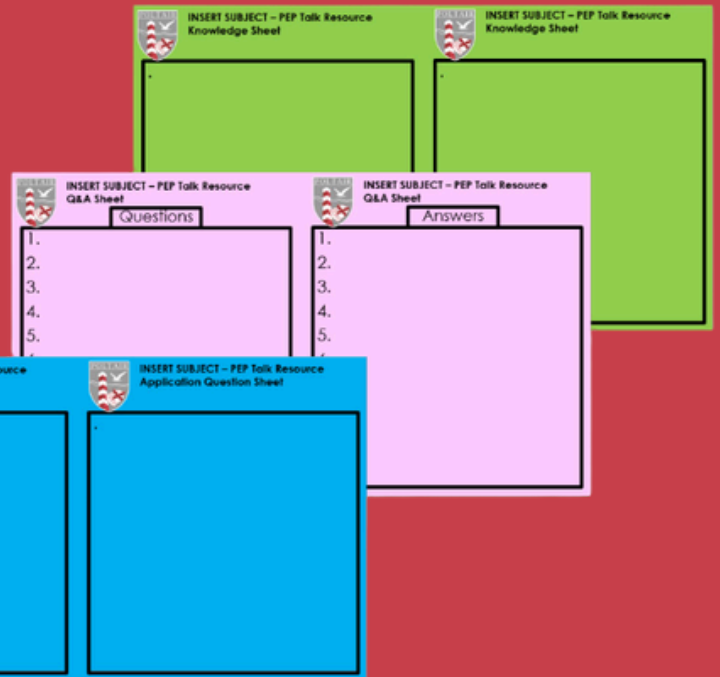 INSERT SUBJECT – PEP Talk Resource
Knowledge Sheet
INSERT SUBJECT – PEP Talk Resource
Knowledge Sheet
INSERT SUBJECT – PEP Talk Resource
Q&A Sheet
Questions
1.
2.
3.
4.
5.
INSERT SUBJECT – PEP Talk Resource
Q&A Sheet
Answers
1.
2.
3.
4.
5.
INSERT SUBJECT – PEP Talk Resource
Application Question Sheet